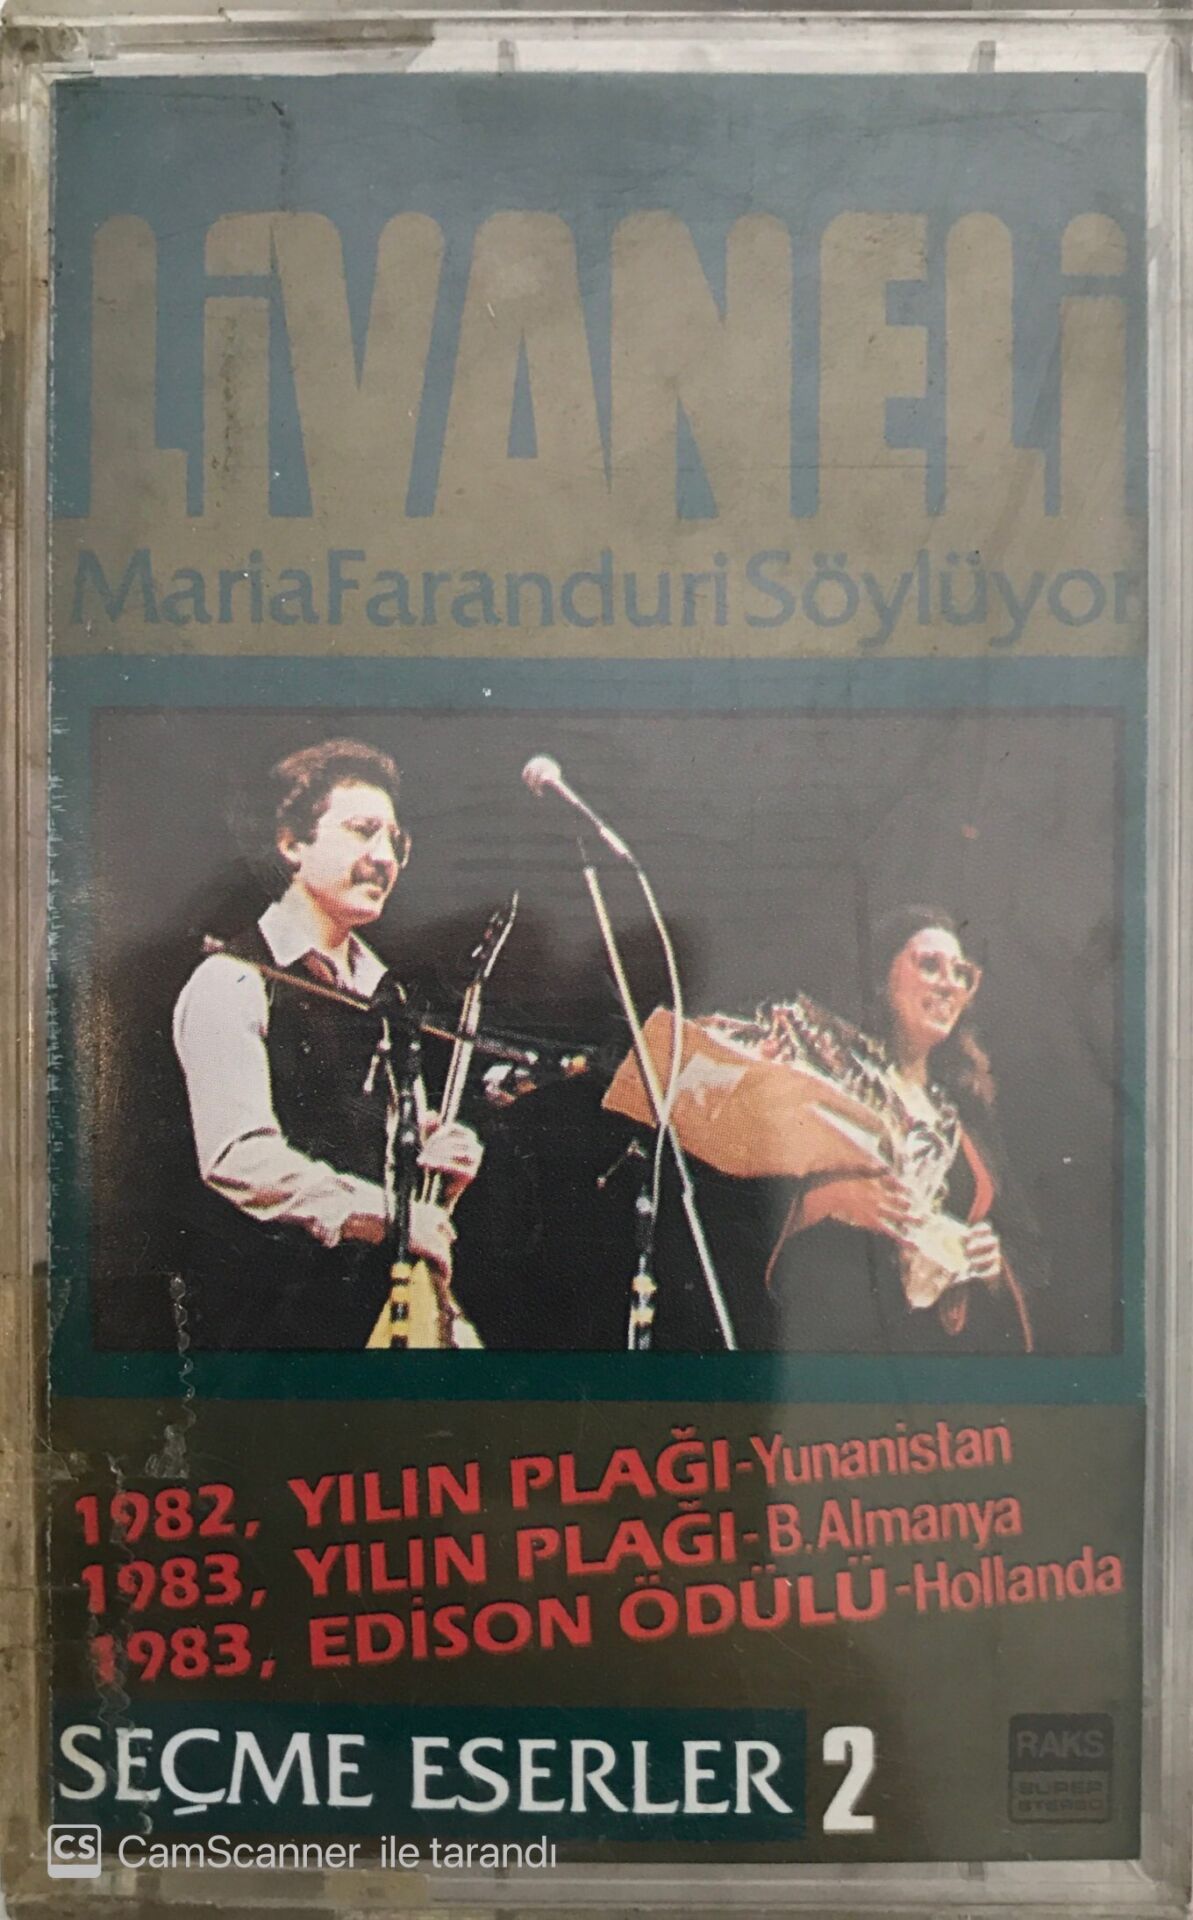 LİVANELİ
Maria Faranduri Söylüyor
1982, YILIN PLAĞI-Yunanistan
1983, YILIN PLAĞI-B.Almanya
1983, EDİSON ÖDÜLÜ-Hollanda
SEÇME ESERLER 2
RAKS
SUPER
STEREO
CS CamScanner ile tarandı